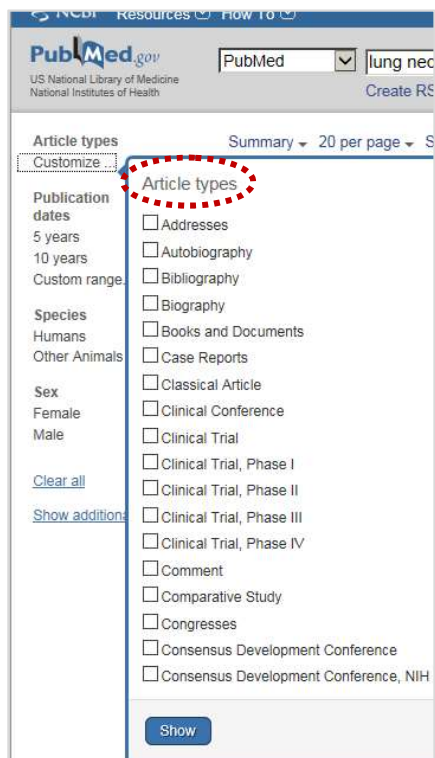 NCBI Resources How To
PubMed.gov
US National Library of Medicine
National Institutes of Health
PubMed
lung neo
Create RS
Article types
Customize ...
Publication
dates
5 years
10 years
Custom range.
Species
Humans
Other Animals
Sex
Female
Male
Clear all
Show additiona
Summary 20 per page S
Article types
Addresses
Autobiography
Bibliography
Biography
Books and Documents
Case Reports
Classical Article
Clinical Conference
Clinical Trial
Clinical Trial, Phase I
Clinical Trial, Phase II
Clinical Trial, Phase III
Clinical Trial, Phase IV
Comment
Comparative Study
Congresses
Consensus Development Conference
Consensus Development Conference, NIH
Show